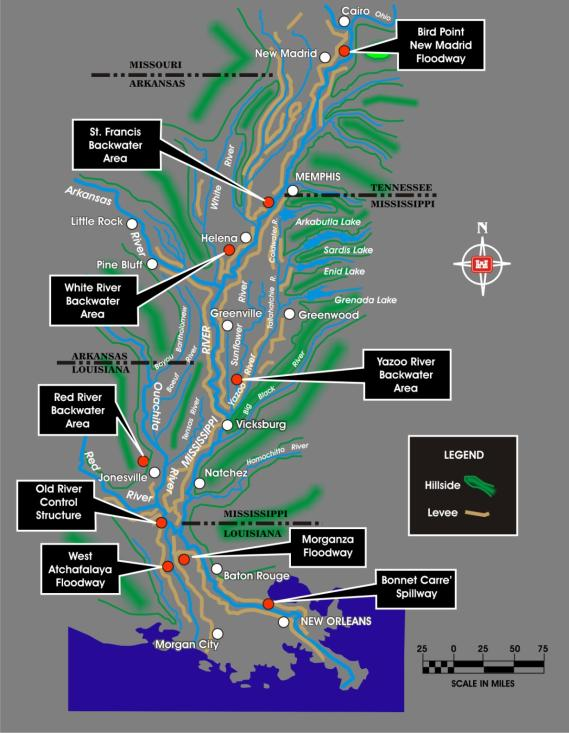 Cairo
Ohio
Bird Point
New Madrid
Floodway
New Madrid
MISSOURI
ARKANSAS
St. Francis
Backwater
Area
White
River
MEMPHIS
TENNESSEE
MISSISSIPPI
Arkansas
River
Little Rock
Pine Bluff
Helena
Coldwater R.
Arkabutla Lake
Sardis Lake
Enid Lake
Grenada Lake
N
White River
Backwater
Area
Greenville
Sunflower
River
Tallahatchie R.
Greenwood
RIVER
Bayou Bartholomew
ARKANSAS
LOUISIANA
Boeuf
River
Ouachita
River
Tensas River
Yazoo River
Big Black
River
Yazoo River
Backwater
Area
Red River
Backwater
Area
MISSISSIPPI
Vicksburg
Homochitto River
Natchez
Jonesville
Red
River
LEGEND
Hillside
Levee
Old River
Control
Structure
MISSISSIPPI
LOUISIANA
Morganza
Floodway
West
Atchafalaya
Floodway
Baton Rouge
Bonnet Carre'
Spillway
NEW ORLEANS
Morgan City
25 0 25 50 75
SCALE IN MILES